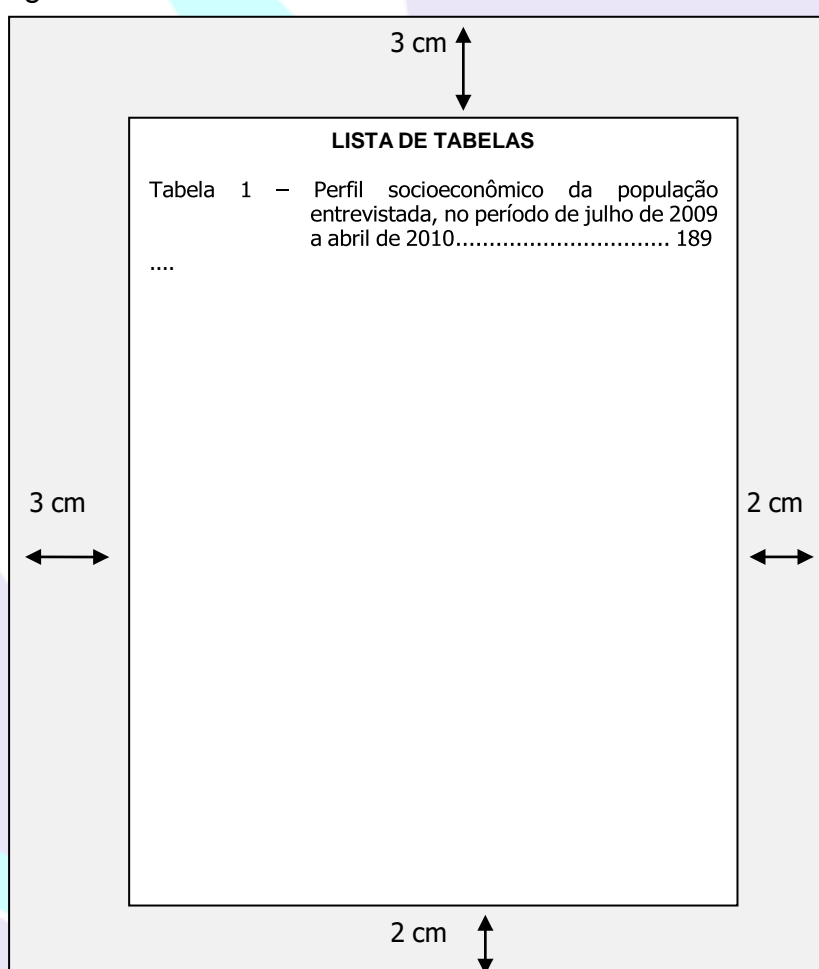 3 cm
LISTA DE TABELAS
Tabela 1 – Perfil socioeconômico da população
entrevistada, no período de julho de 2009
a abril de 2010................................ 189
....
3 cm
2 cm
2 cm